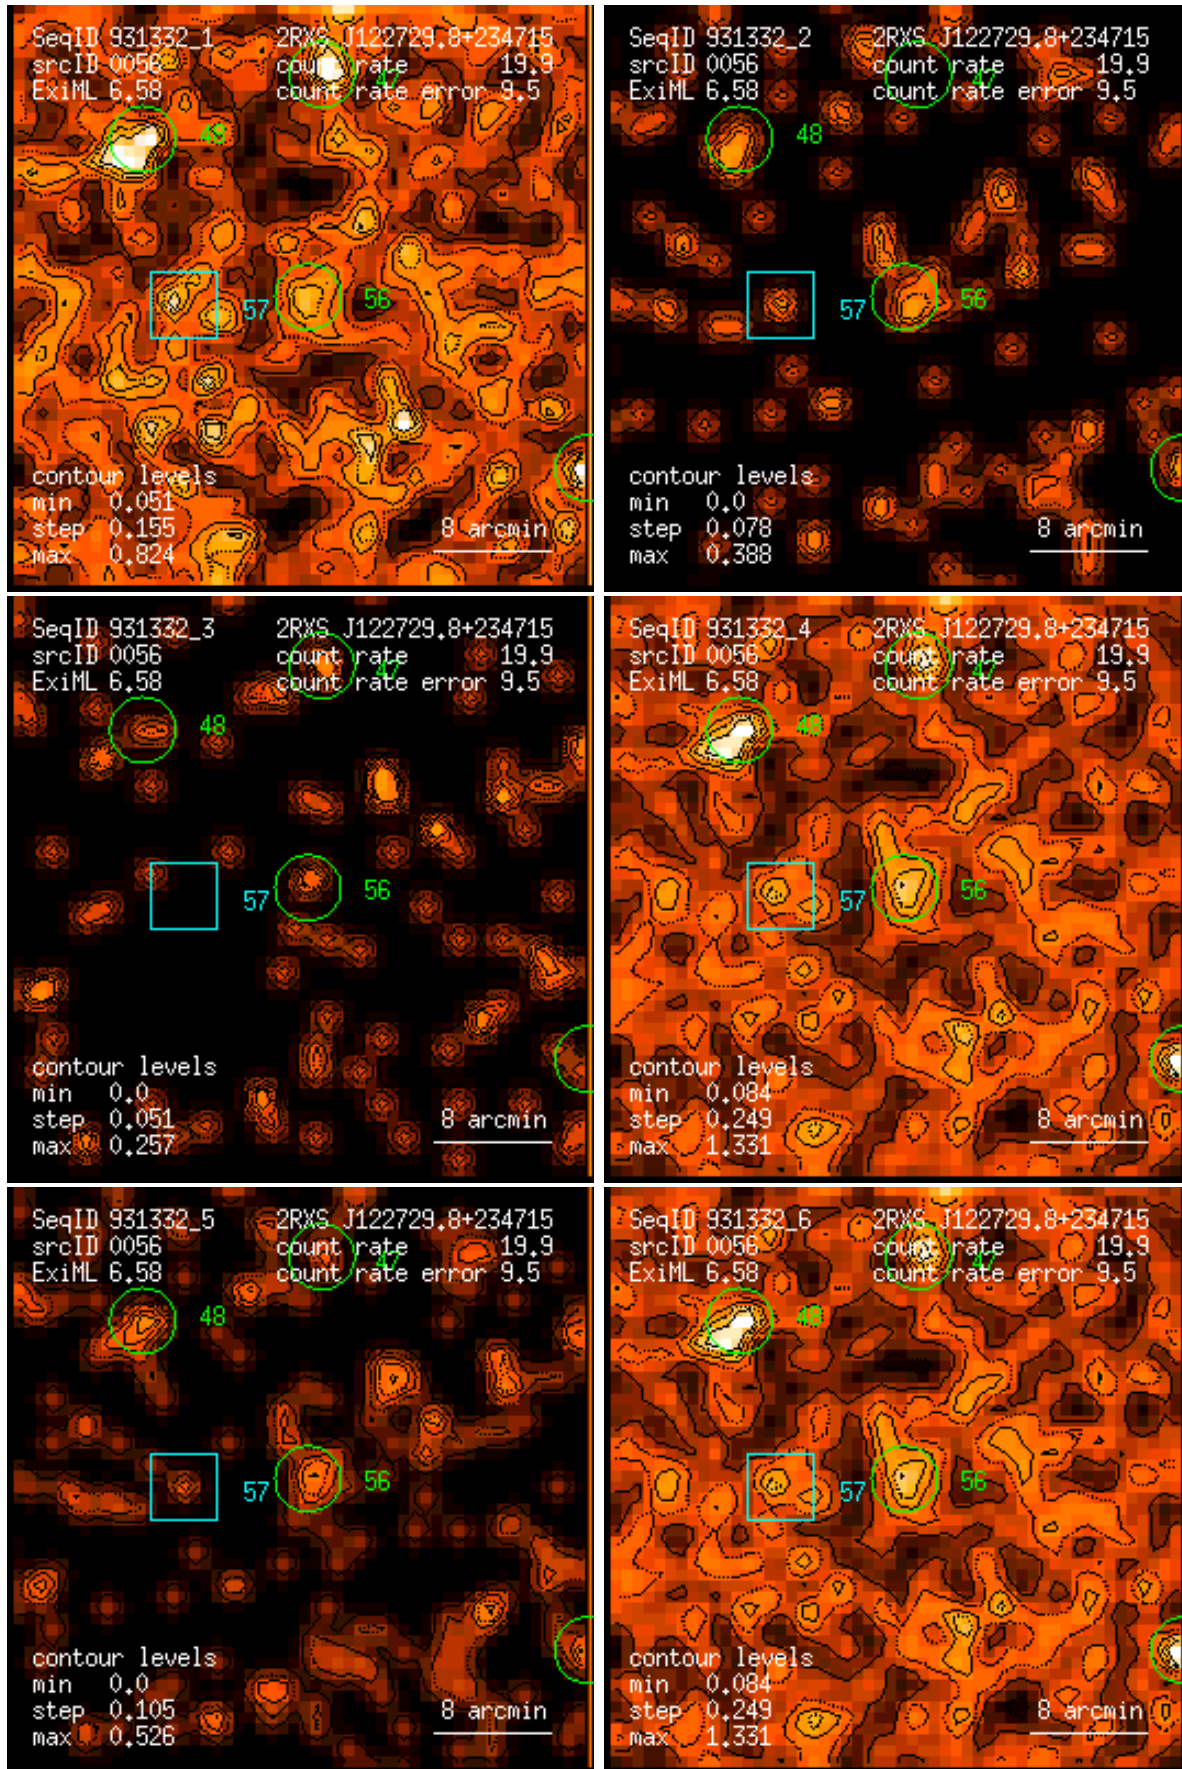 SeqID 931332_1 2RXS J122729.8+234715
srcID 0056 count rate 19.9
47
ExiML 6.58 count rate error 9.5
48
57 56
contour levels
min 0.051
step 0.155 8 arcmin
max 0.824
SeqID 931332_2 2RXS J122729.8+234715
srcID 0056 count rate 19.9
47
ExiML 6.58 count rate error 9.5
48
57 56
contour levels
min 0.0
step 0.078 8 arcmin
max 0.388
SeqID 931332_3 2RXS J122729.8+234715
srcID 0056 count rate 19.9
47
ExiML 6.58 count rate error 9.5
48
57 56
contour levels
min 0.0
step 0.051 8 arcmin
max 0.257
SeqID 931332_4 2RXS J122729.8+234715
srcID 0056 count rate 19.9
47
ExiML 6.58 count rate error 9.5
48
57 56
contour levels
min 0.084
step 0.249 8 arcmin
max 1.331
SeqID 931332_5 2RXS J122729.8+234715
srcID 0056 count rate 19.9
47
ExiML 6.58 count rate error 9.5
48
57 56
contour levels
min 0.0
step 0.105 8 arcmin
max 0.526
SeqID 931332_6 2RXS J122729.8+234715
srcID 0056 count rate 19.9
47
ExiML 6.58 count rate error 9.5
48
57 56
contour levels
min 0.084
step 0.249 8 arcmin
max 1.331